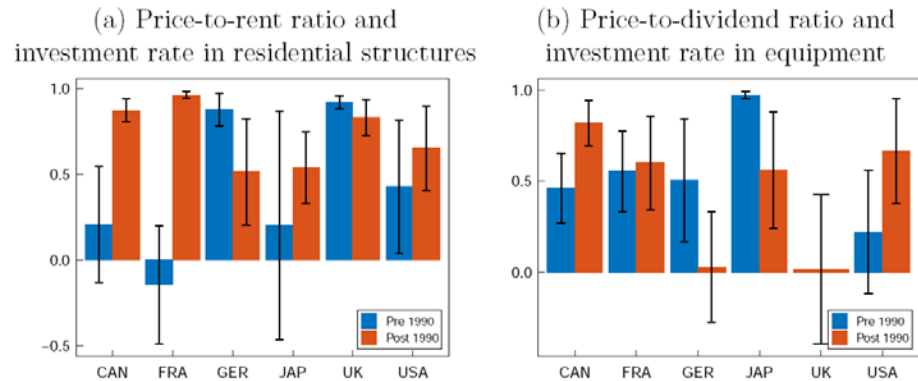 (a) Price-to-rent ratio and
investment rate in residential structures
1.0
0.5
0.0
−0.5
Pre 1990
Post 1990
CAN FRA GER JAP UK USA
(b) Price-to-dividend ratio and
investment rate in equipment
1.0
0.5
0.0
Pre 1990
Post 1990
CAN FRA GER JAP UK USA